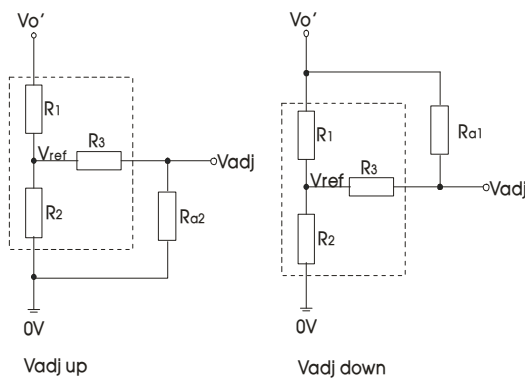 Vo′
R1
Vref
R3
Vadj
R2
Ra2
0V
Vadj up
Vo′
R1
Ra1
Vref
R3
Vadj
R2
0V
Vadj down